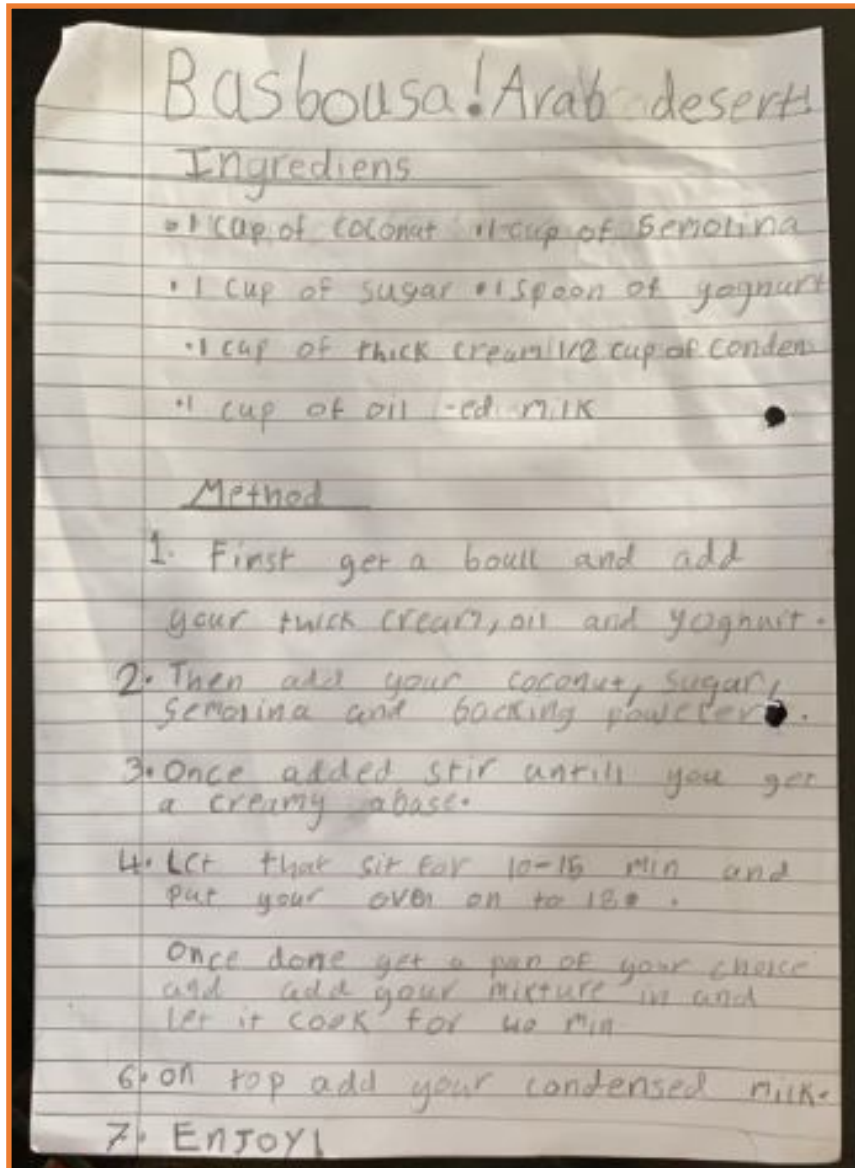 Basbousa! Arab desert!
Ingrediens
• 1 cup of coconut • 1 cup of semolina
• 1 cup of sugar • 1 spoon of yognurt
• 1 cup of thick cream 1/2 cup of conden
• 1 cup of oil -ed milk
Method
1. First get a boull and add
your thick cream, oil and yoghurt.
2. Then add your coconut, sugar,
semolina and backing powder.
3. Once added stir untill you get
a creamy abase.
4. Let that sit for 10-15 min and
put your oven on to 180.
Once done get a pan of your choice
and add your mixture in and
let it cook for 40 min
6. on top add your condensed milk.
7. ENJOY!